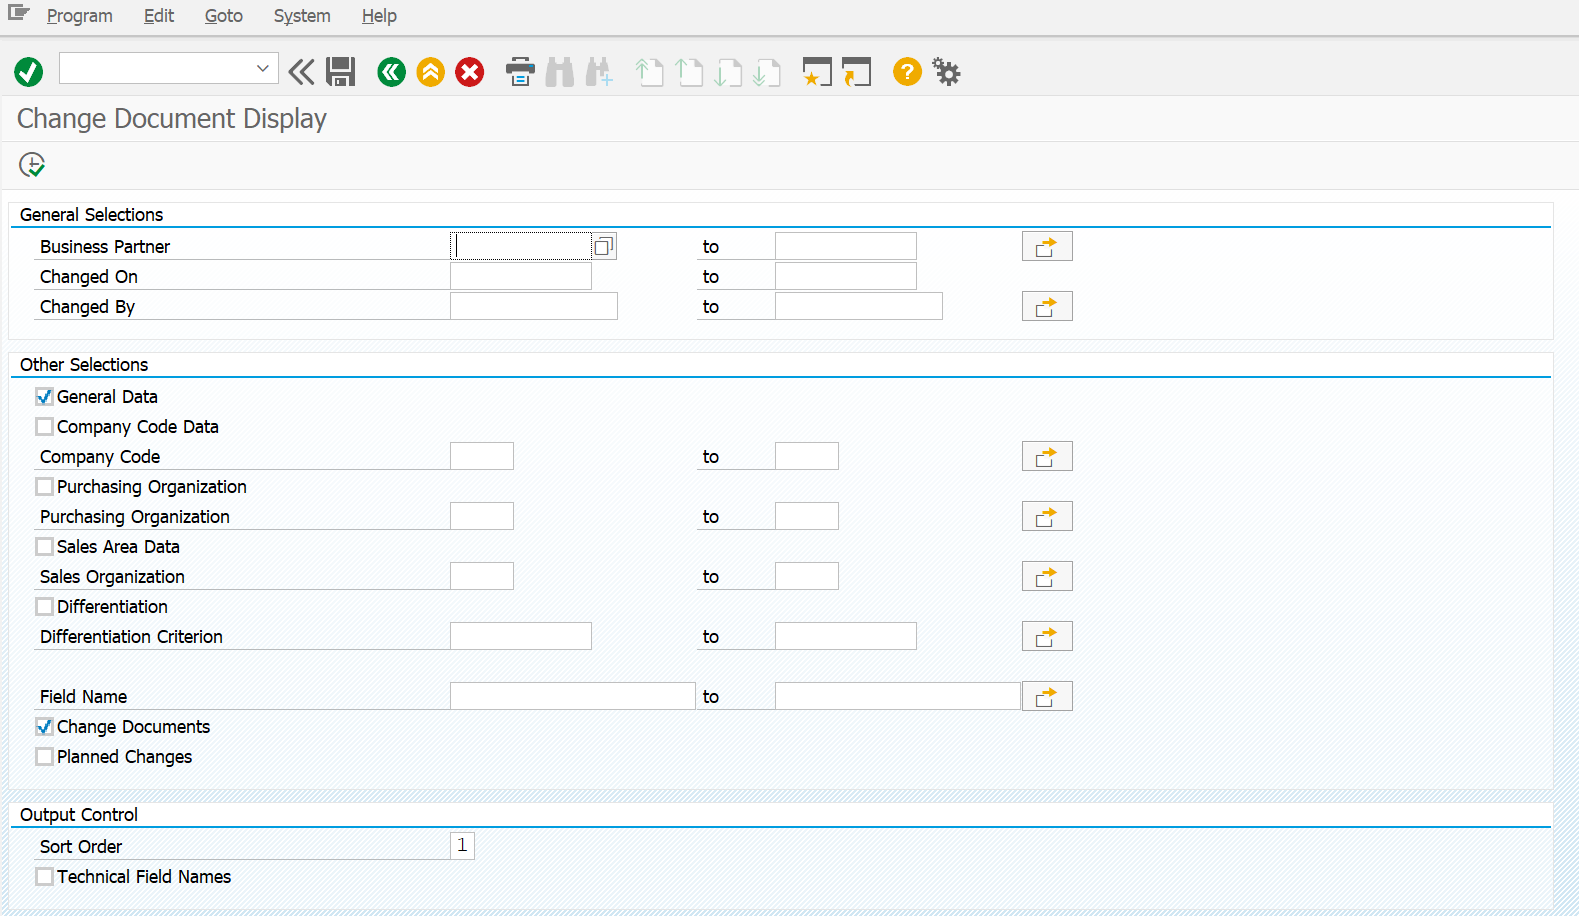 Program Edit Goto System Help
Change Document Display
General Selections
Business Partner to
Changed On to
Changed By to
Other Selections
General Data
Company Code Data
Company Code to
Purchasing Organization
Purchasing Organization to
Sales Area Data
Sales Organization to
Differentiation
Differentiation Criterion to
Field Name to
Change Documents
Planned Changes
Output Control
Sort Order 1
Technical Field Names